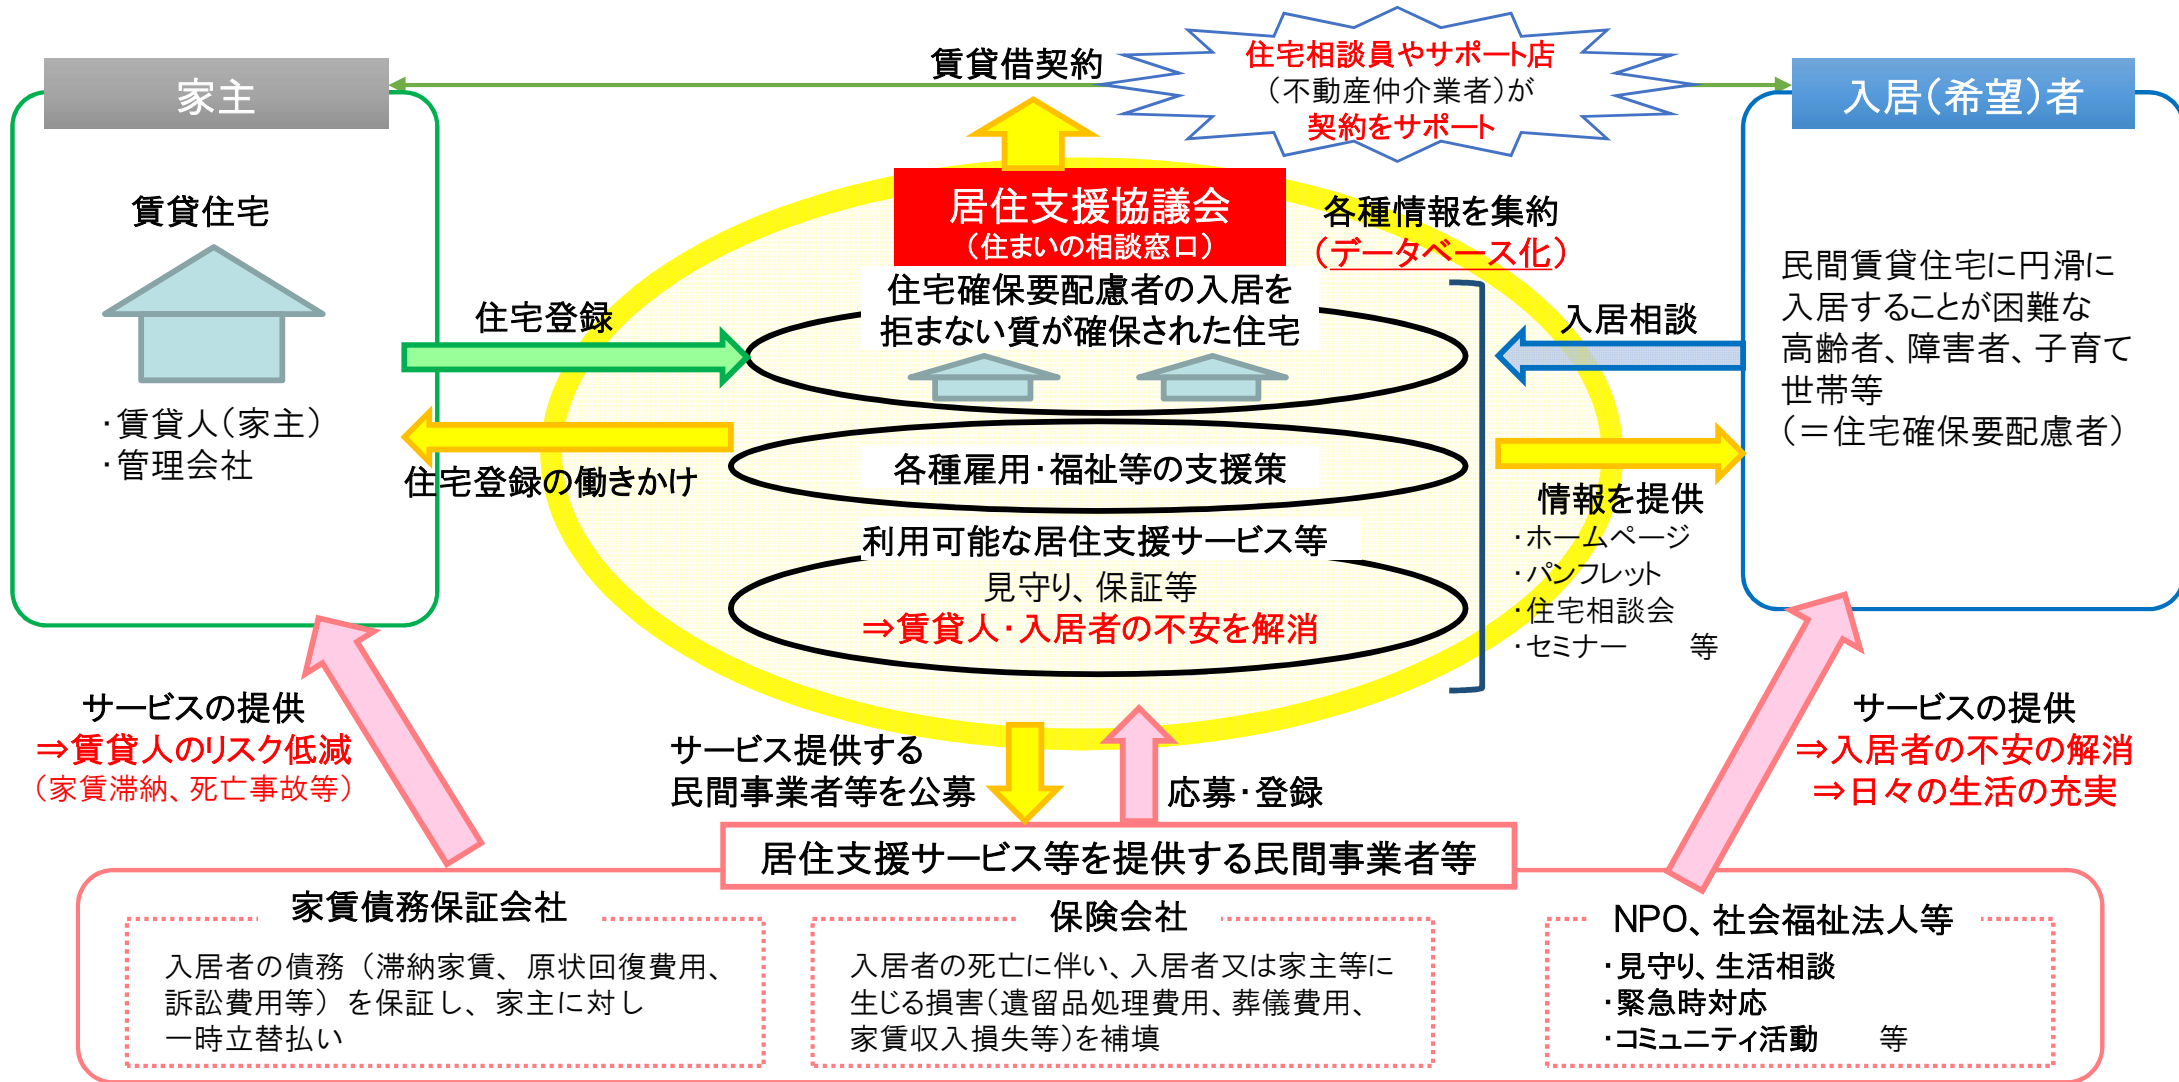 賃貸借契約
住宅相談員やサポート店
（不動産仲介業者）が
契約をサポート
家主
賃貸住宅
・賃貸人（家主）
・管理会社
入居（希望）者
民間賃貸住宅に円滑に
入居することが困難な
高齢者、障害者、子育て
世帯等
（＝住宅確保要配慮者）
居住支援協議会
（住まいの相談窓口）
各種情報を集約
（データベース化）
住宅確保要配慮者の入居を
拒まない質が確保された住宅
住宅登録
入居相談
住宅登録の働きかけ
各種雇用・福祉等の支援策
情報を提供
・ホームページ
・パンフレット
・住宅相談会
・セミナー　　等
利用可能な居住支援サービス等
見守り、保証等
⇒賃貸人・入居者の不安を解消
サービスの提供
⇒賃貸人のリスク低減
（家賃滞納、死亡事故等）
サービス提供する
民間事業者等を公募
応募・登録
サービスの提供
⇒入居者の不安の解消
⇒日々の生活の充実
居住支援サービス等を提供する民間事業者等
家賃債務保証会社
入居者の債務（滞納家賃、原状回復費用、
訴訟費用等）を保証し、家主に対し
一時立替払い
保険会社
入居者の死亡に伴い、入居者又は家主等に
生じる損害（遺留品処理費用、葬儀費用、
家賃収入損失等）を補填
NPO、社会福祉法人等
・見守り、生活相談
・緊急時対応
・コミュニティ活動　　等